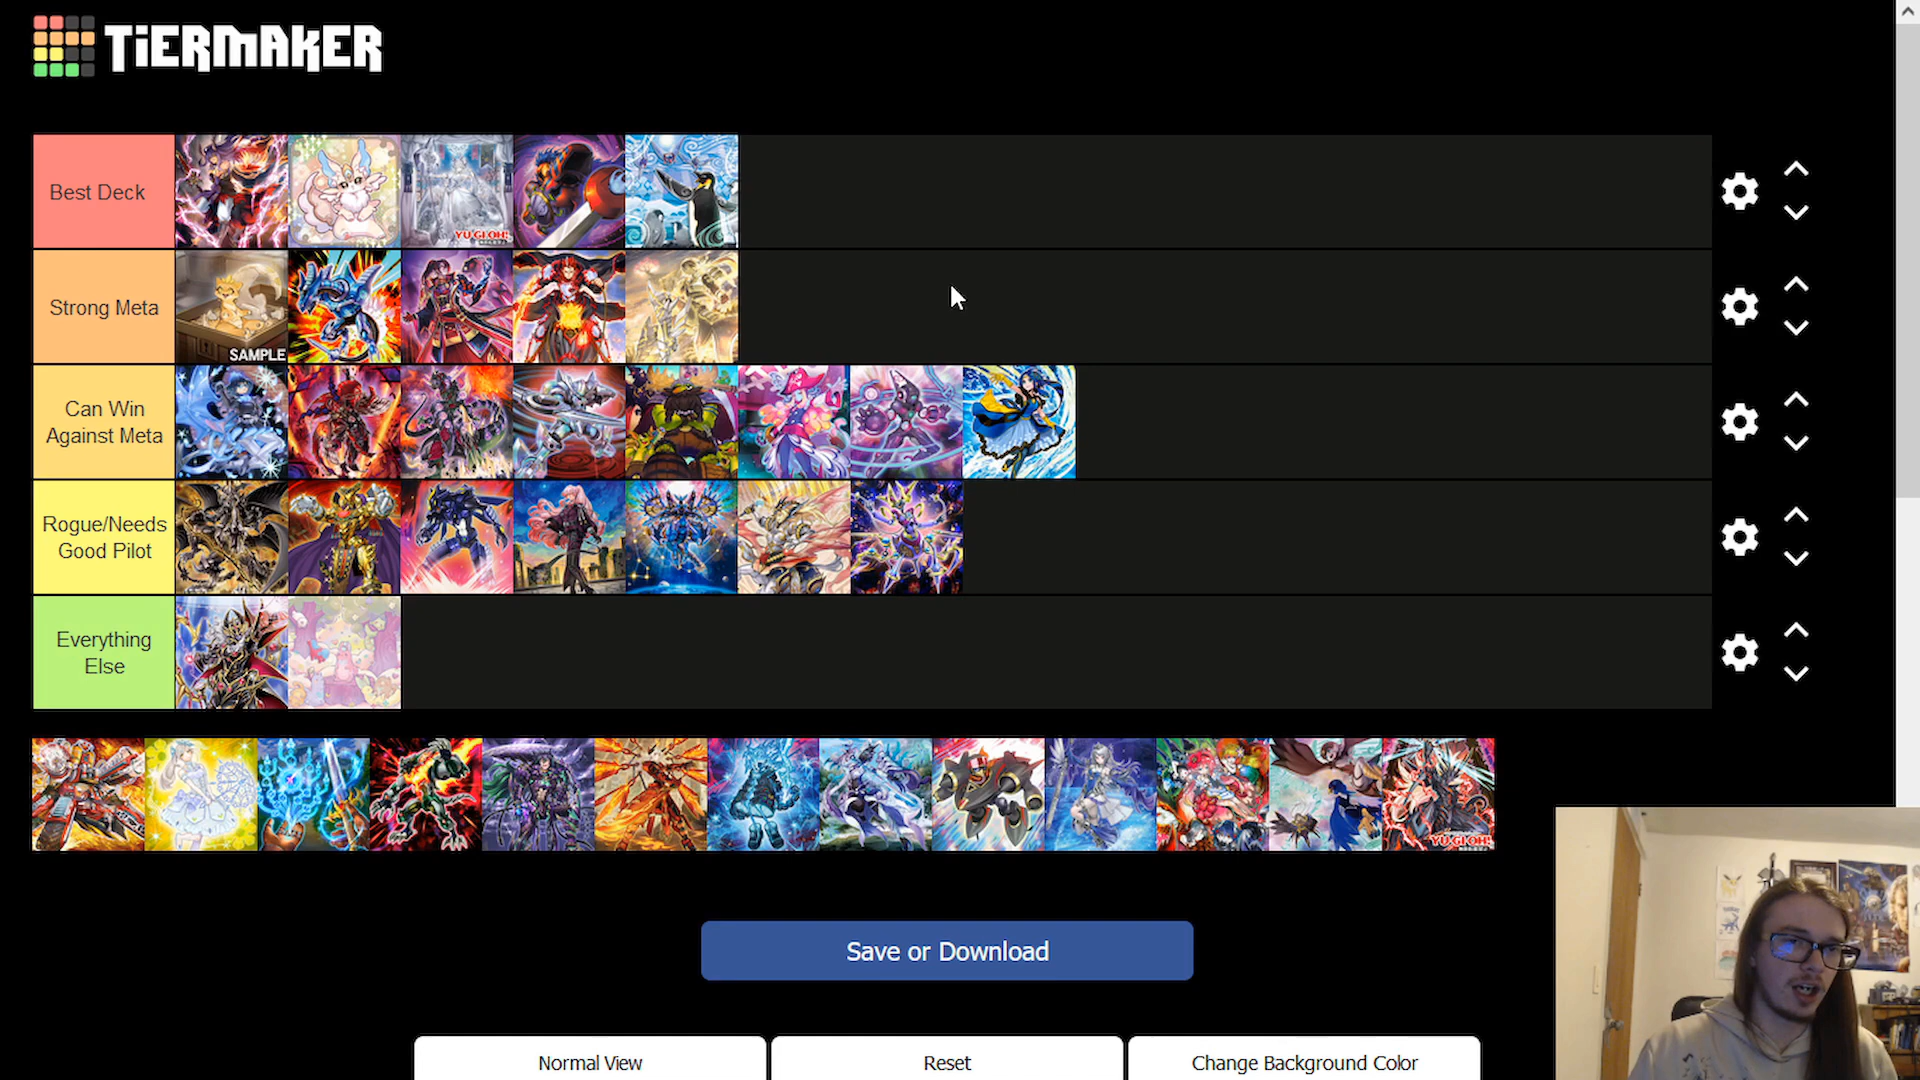 TiERMAKER
Best Deck
YU-GI-OH!
Strong Meta
SAMPLE
Can Win
Against Meta
Rogue/Needs
Good Pilot
Everything
Else
YU-GI-OH!
Save or Download
Normal View
Reset
Change Background Color